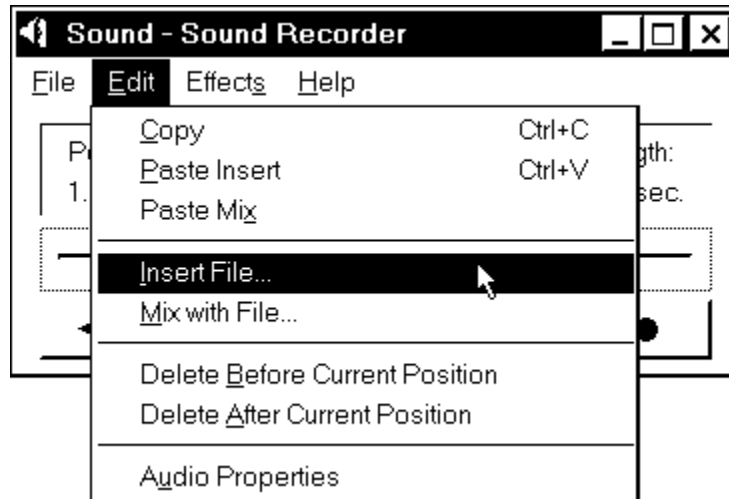 Sound - Sound Recorder
File Edit Effects Help
Copy Ctrl+C
Paste Insert Ctrl+V
Paste Mix
Insert File...
Mix with File...
Delete Before Current Position
Delete After Current Position
Audio Properties
sec.